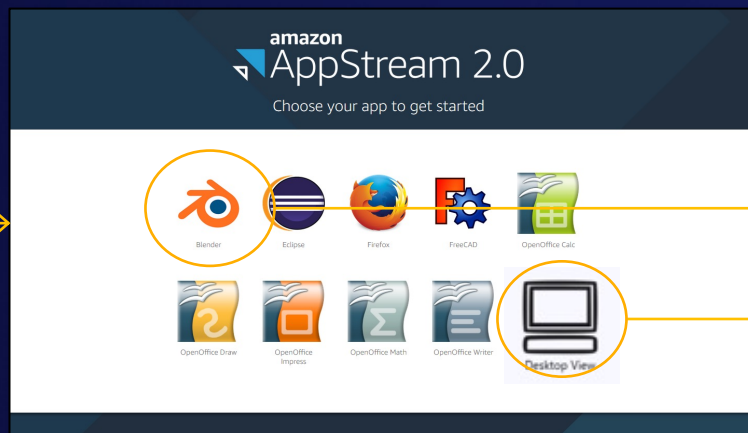 amazon
AppStream 2.0
Choose your app to get started
Blender
Eclipse
Firefox
FreeCAD
OpenOffice Calc
OpenOffice Draw
OpenOffice
Impress
OpenOffice Math
OpenOffice Writer
Desktop View